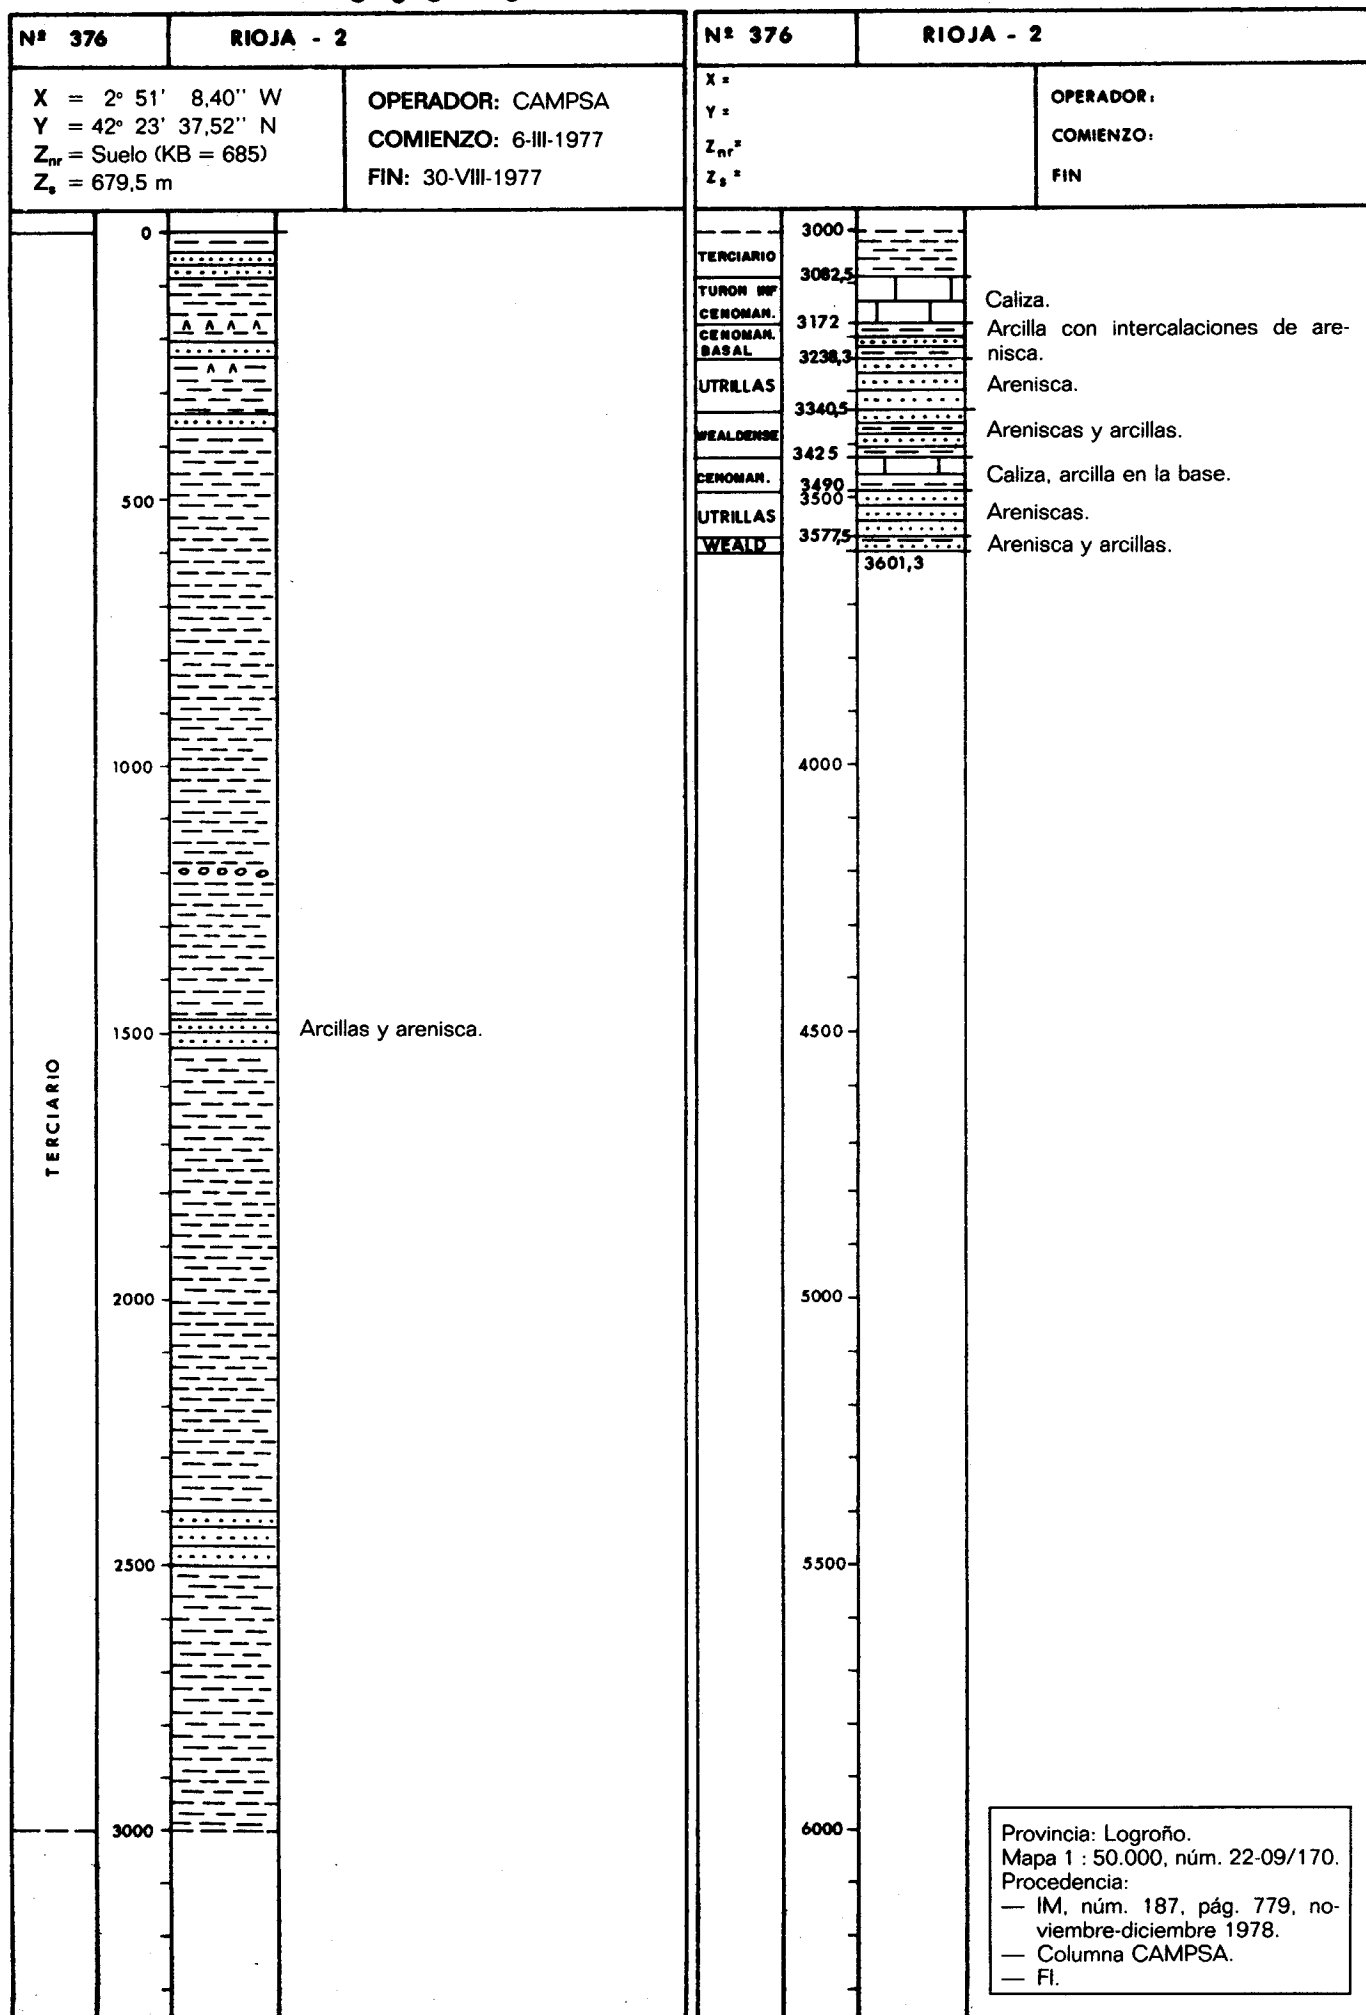 Nº 376 RIOJA - 2
X = 2° 51' 8,40'' W
Y = 42° 23' 37,52'' N
Znr = Suelo (KB = 685)
Zs = 679,5 m
OPERADOR: CAMPSA
COMIENZO: 6-III-1977
FIN: 30-VIII-1977
0
500
1000
1500
2000
2500
3000
TERCIARIO
Arcillas y arenisca.
Nº 376 RIOJA - 2
X =
Y =
Znr=
Zs =
OPERADOR:
COMIENZO:
FIN
3000
TERCIARIO
3082,5
TURON INF
CENOMAN.
Caliza.
3172
CENOMAN.
BASAL
Arcilla con intercalaciones de are-
nisca.
3238,3
UTRILLAS
Arenisca.
3340,5
WEALDENSE
Areniscas y arcillas.
3425
CENOMAN.
Caliza, arcilla en la base.
3490
3500
UTRILLAS
Areniscas.
3577,5
WEALD
Arenisca y arcillas.
3601,3
4000
4500
5000
5500
6000
Provincia: Logroño.
Mapa 1 : 50.000, núm. 22-09/170.
Procedencia:
— IM, núm. 187, pág. 779, no-
viembre-diciembre 1978.
— Columna CAMPSA.
— FI.